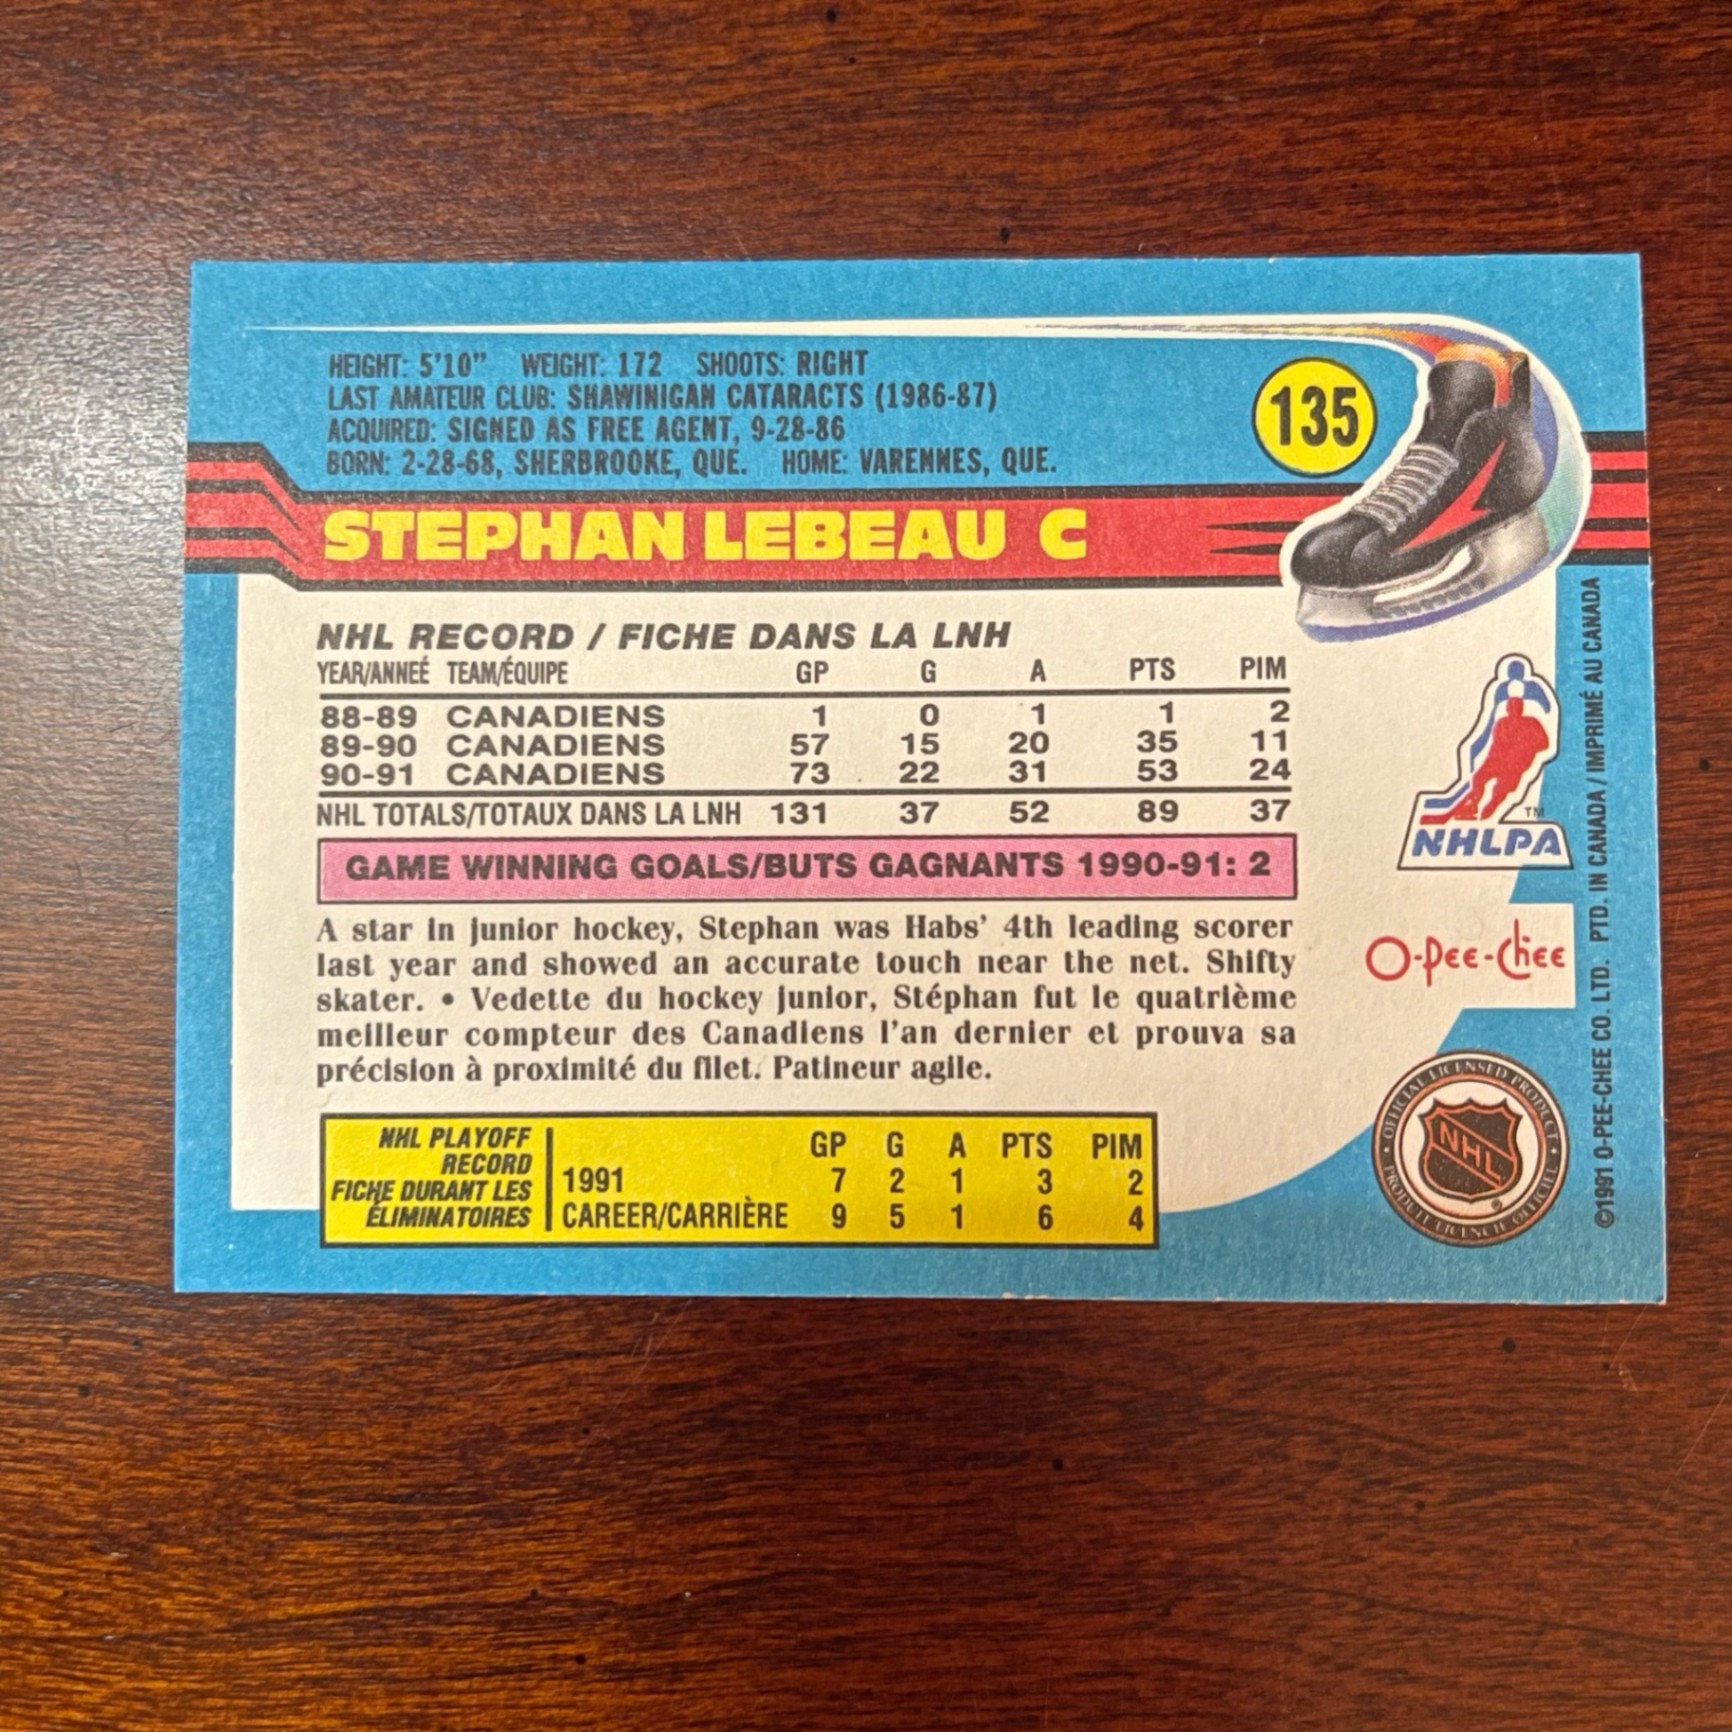 HEIGHT: 5'10" WEIGHT: 172 SHOOTS: RIGHT
LAST AMATEUR CLUB: SHAWINIGAN CATARACTS (1986-87)
ACQUIRED: SIGNED AS FREE AGENT, 9-28-86
BORN: 2-28-68, SHERBROOKE, QUE. HOME: VARENNES, QUE.
135
STEPHAN LEBEAU C
NHL RECORD / FICHE DANS LA LNH
YEAR/ANNEÉ TEAM/ÉQUIPE GP G A PTS PIM
88-89 CANADIENS 1 0 1 1 2
89-90 CANADIENS 57 15 20 35 11
90-91 CANADIENS 73 22 31 53 24
NHL TOTALS/TOTAUX DANS LA LNH 131 37 52 89 37
GAME WINNING GOALS/BUTS GAGNANTS 1990-91: 2
A star in junior hockey, Stephan was Habs' 4th leading scorer
last year and showed an accurate touch near the net. Shifty
skater. • Vedette du hockey junior, Stéphan fut le quatrième
meilleur compteur des Canadiens l'an dernier et prouva sa
précision à proximité du filet. Patineur agile.
NHL PLAYOFF
RECORD
FICHE DURANT LES
ÉLIMINATOIRES
GP G A PTS PIM
1991 7 2 1 3 2
CAREER/CARRIÈRE 9 5 1 6 4
TM
NHLPA
O-Pee-Chee
OFFICIAL LICENSED PRODUCT
NHL
®
PRODUIT LICENCIE OFFICIEL
©1991 O-PEE-CHEE CO. LTD. PTD. IN CANADA / IMPRIMÉ AU CANADA